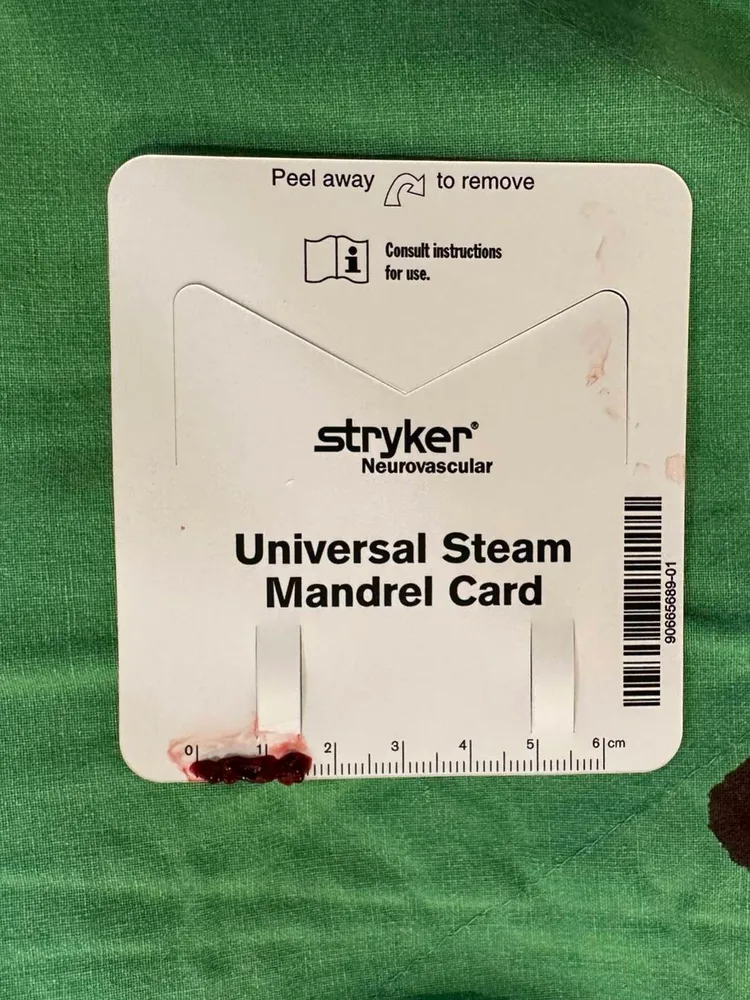 Peel away to remove
Consult instructions
for use.
stryker®
Neurovascular
Universal Steam
Mandrel Card
90665689-01
0 1 2 3 4 5 6 cm